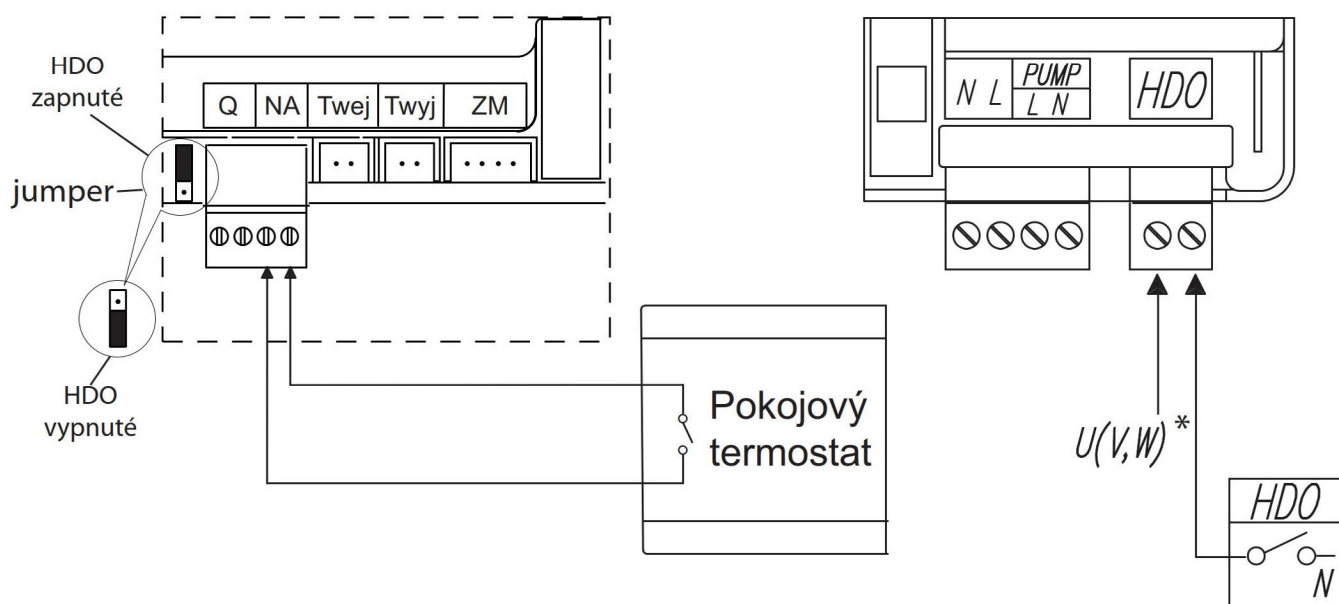 HDO
zapnuté
jumper
HDO
vypnuté
Q NA Twej Twyj ZM
Pokojový
termostat
N L PUMP
L N
HDO
U(V,W)*
HDO
N